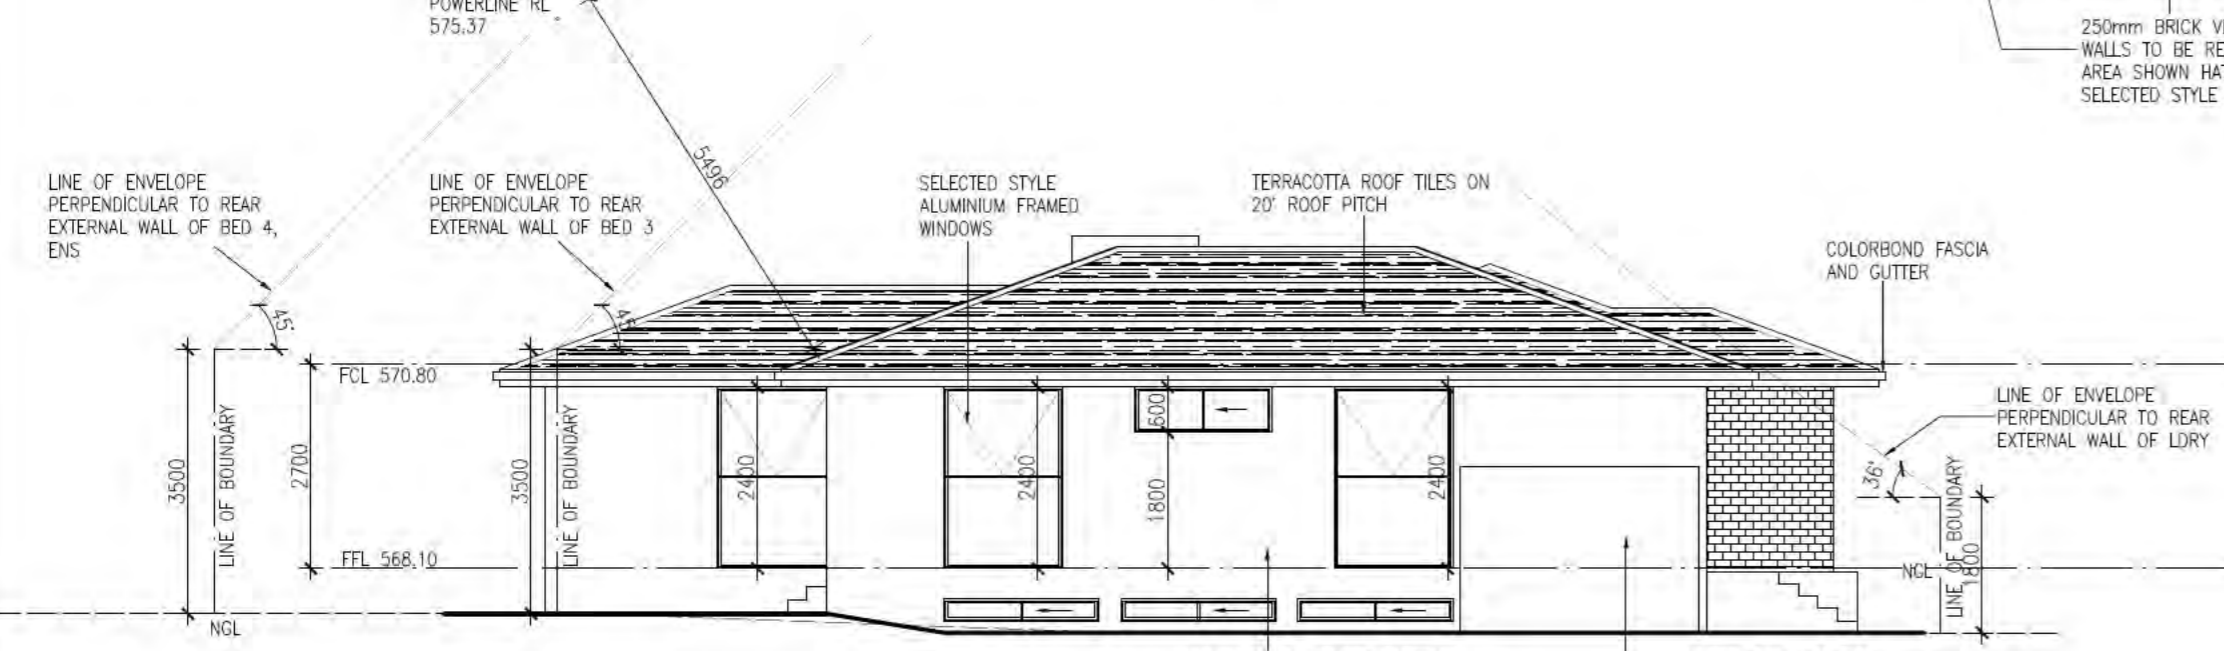 POWERLINE RL
575.37
250mm BRICK
WALLS TO BE
AREA SHOWN
SELECTED STYLE
5496
LINE OF ENVELOPE
PERPENDICULAR TO REAR
EXTERNAL WALL OF BED 4,
ENS
LINE OF ENVELOPE
PERPENDICULAR TO REAR
EXTERNAL WALL OF BED 3
SELECTED STYLE
ALUMINIUM FRAMED
WINDOWS
TERRACOTTA ROOF TILES ON
20° ROOF PITCH
COLORBOND FASCIA
AND GUTTER
45°
FCL 570.80
LINE OF ENVELOPE
PERPENDICULAR TO REAR
EXTERNAL WALL OF LDRY
36°
3500
LINE OF BOUNDARY
2700
3500
LINE OF BOUNDARY
2400
2400
600
1800
2400
FFL 568.10
NGL
LINE OF BOUNDARY
1800
NGL